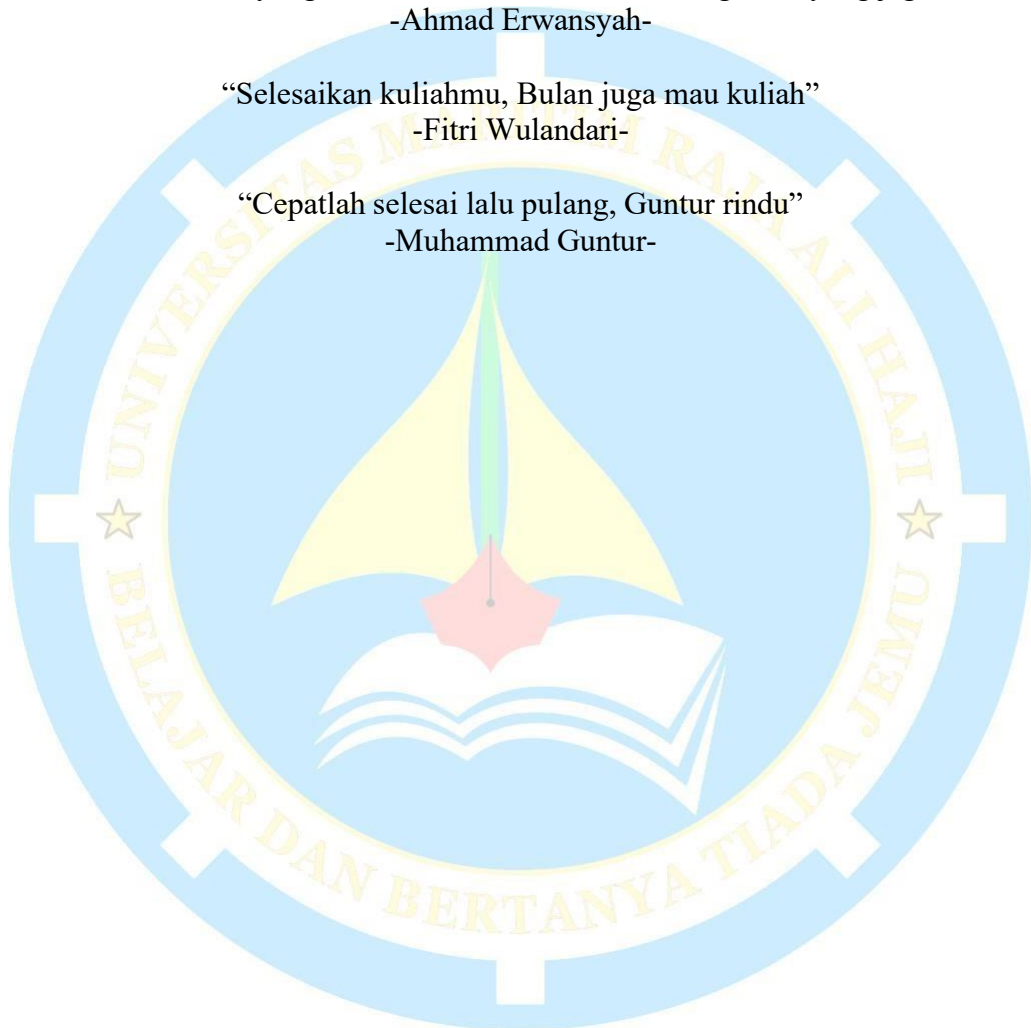 -Ahmad Erwansyah-
“Selesaikan kuliahmu, Bulan juga mau kuliah”
-Fitri Wulandari-
“Cepatlah selesai lalu pulang, Guntur rindu”
-Muhammad Guntur-
UNIVERSITAS MARITIM RAJA ALI HAJI
BELAJAR DAN BERTANYA TIADA JEMU